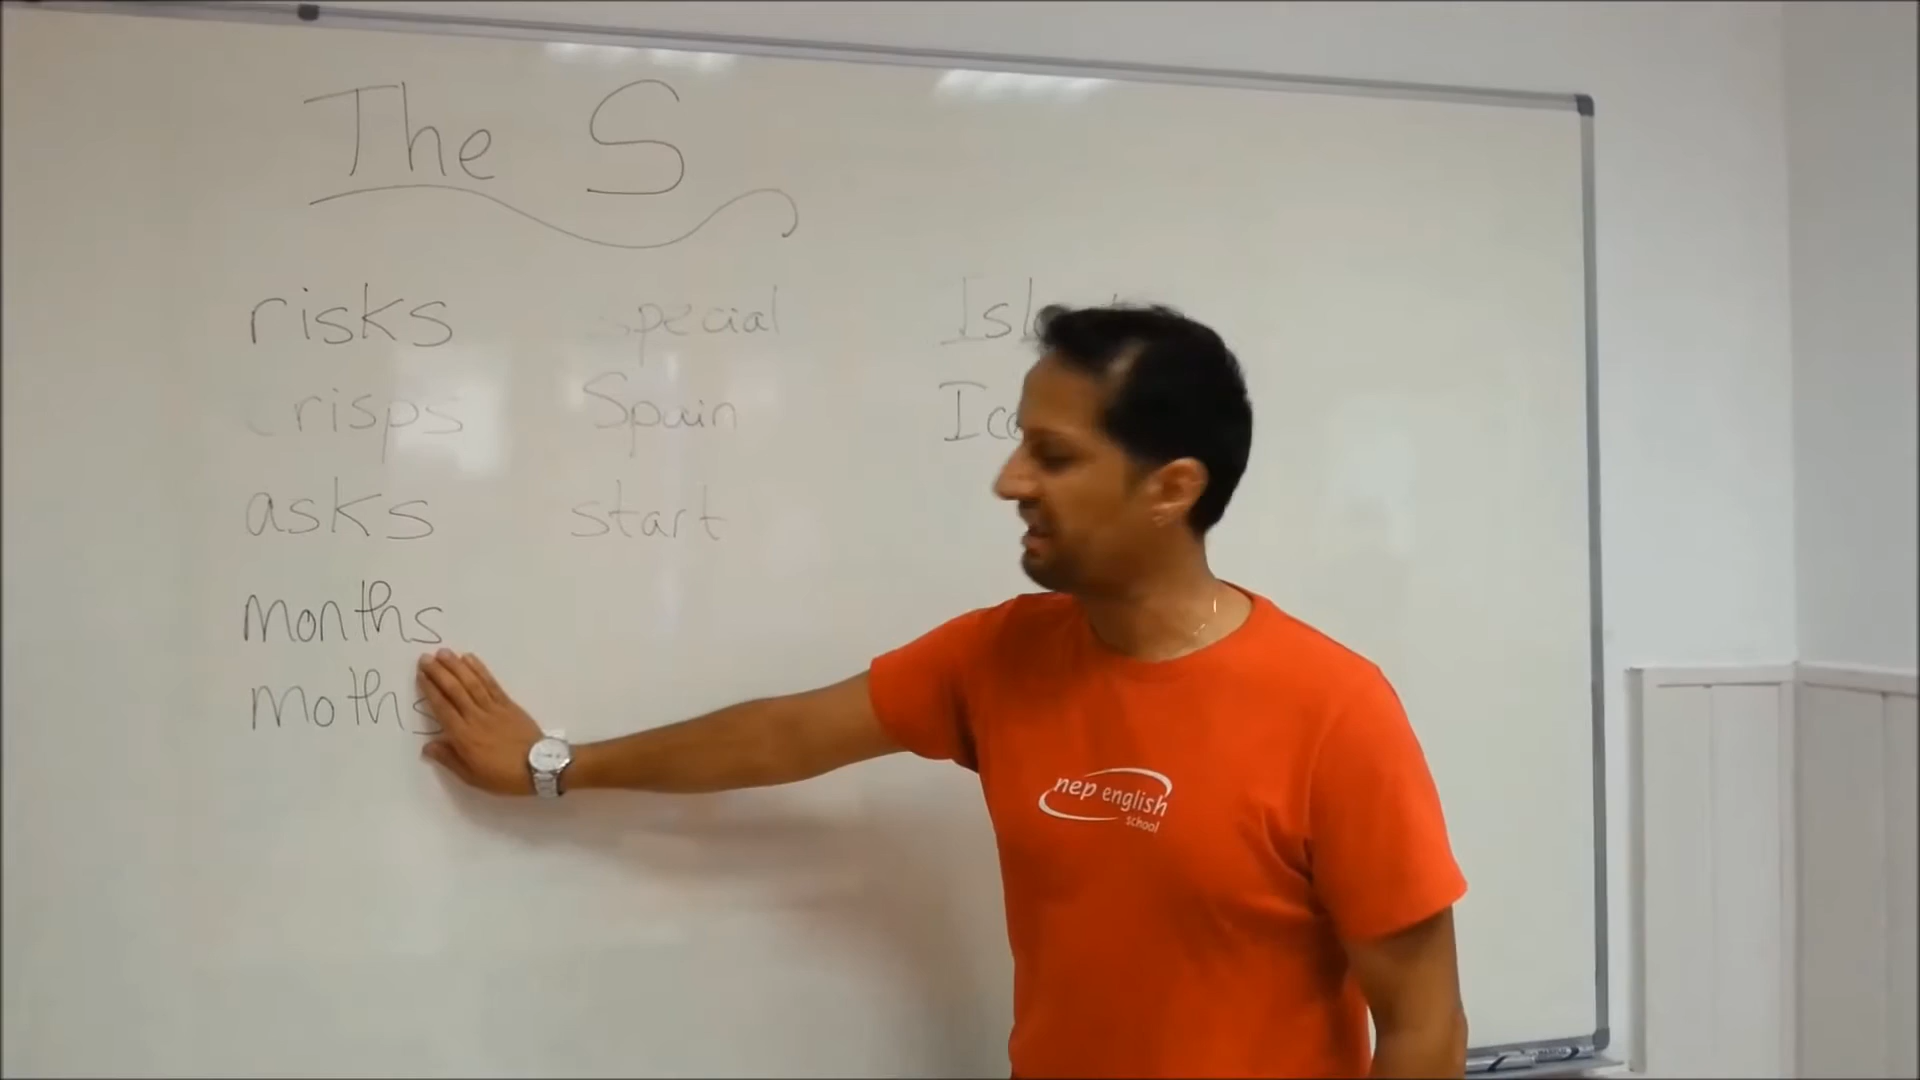 The S
risks special
crisps Spain
asks start
months
moths
nep english
school